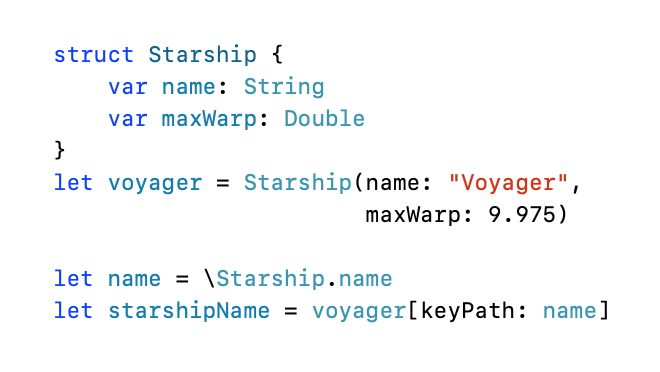 struct Starship {
    var name: String
    var maxWarp: Double
}
let voyager = Starship(name: "Voyager",
                       maxWarp: 9.975)

let name = \Starship.name
let starshipName = voyager[keyPath: name]